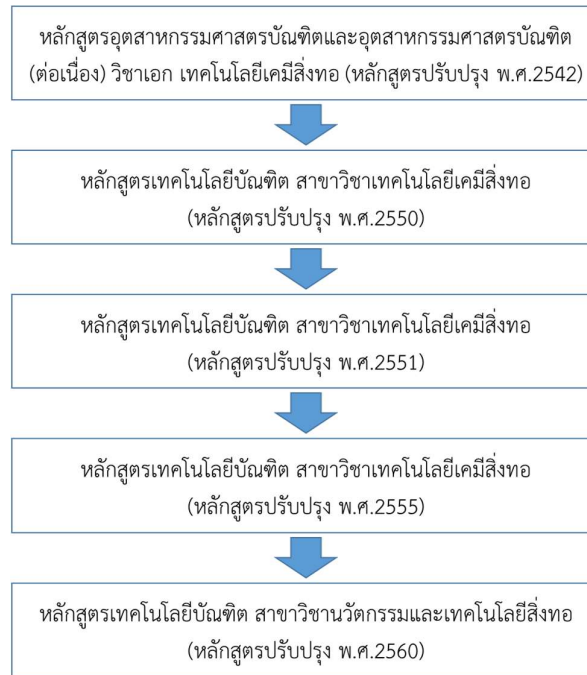 หลักสูตรอุตสาหกรรมศาสตรบัณฑิตและอุตสาหกรรมศาสตรบัณฑิต
(ต่อเนื่อง) วิชาเอก เทคโนโลยีเคมีสิ่งทอ (หลักสูตรปรับปรุง พ.ศ.2542)
หลักสูตรเทคโนโลยีบัณฑิต สาขาวิชาเทคโนโลยีเคมีสิ่งทอ
(หลักสูตรปรับปรุง พ.ศ.2550)
หลักสูตรเทคโนโลยีบัณฑิต สาขาวิชาเทคโนโลยีเคมีสิ่งทอ
(หลักสูตรปรับปรุง พ.ศ.2551)
หลักสูตรเทคโนโลยีบัณฑิต สาขาวิชาเทคโนโลยีเคมีสิ่งทอ
(หลักสูตรปรับปรุง พ.ศ.2555)
หลักสูตรเทคโนโลยีบัณฑิต สาขาวิชานวัตกรรมและเทคโนโลยีสิ่งทอ
(หลักสูตรปรับปรุง พ.ศ.2560)